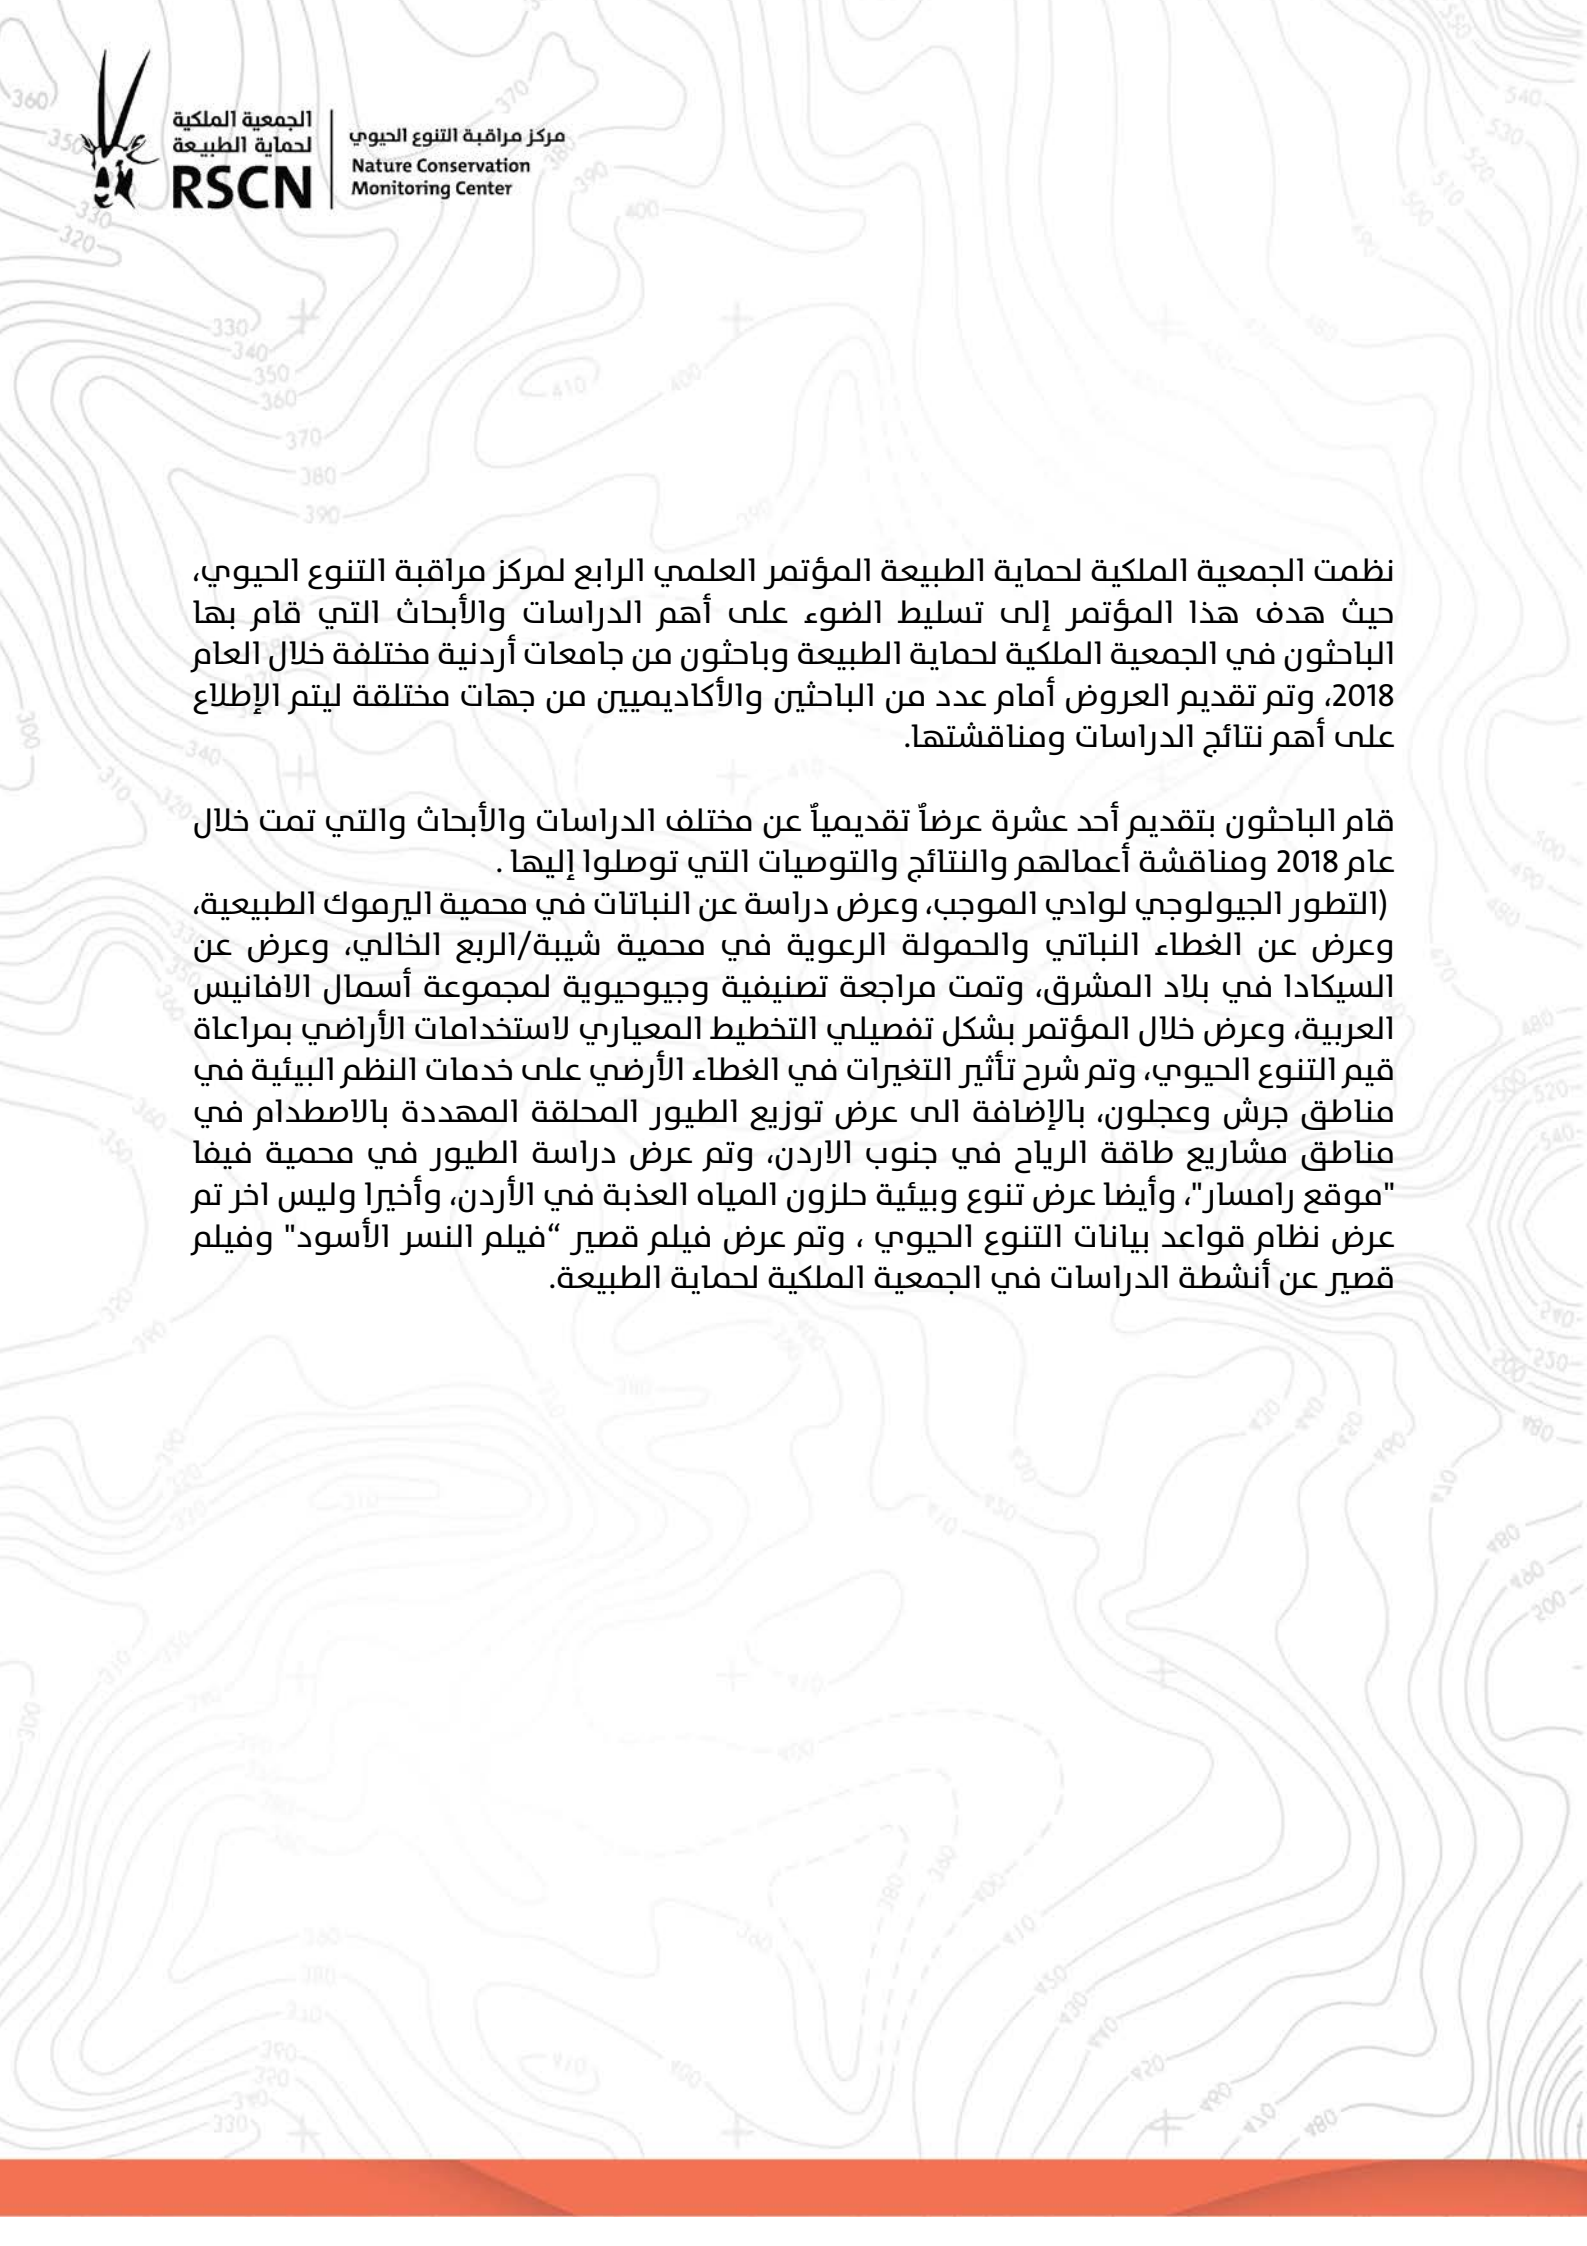 الجمعية الملكية
لحماية الطبيعة
RSCN
مركز مراقبة التنوع الحيوي
Nature Conservation
Monitoring Center
نظمت الجمعية الملكية لحماية الطبيعة المؤتمر العلمي الرابع لمركز مراقبة التنوع الحيوي،
حيث هدف هذا المؤتمر إلى تسليط الضوء على أهم الدراسات والأبحاث التي قام بها
الباحثون في الجمعية الملكية لحماية الطبيعة وباحثون من جامعات أردنية مختلفة خلال العام
2018، وتم تقديم العروض أمام عدد من الباحثين والأكاديميين من جهات مختلقة ليتم الإطلاع
على أهم نتائج الدراسات ومناقشتها.
قام الباحثون بتقديم أحد عشرة عرضاٌ تقديمياٌ عن مختلف الدراسات والأبحاث والتي تمت خلال
عام 2018 ومناقشة أعمالهم والنتائج والتوصيات التي توصلوا إليها .
(التطور الجيولوجي لوادي الموجب، وعرض دراسة عن النباتات في محمية اليرموك الطبيعية،
وعرض عن الغطاء النباتي والحمولة الرعوية في محمية شيبة/الربع الخالي، وعرض عن
السيكادا في بلاد المشرق، وتمت مراجعة تصنيفية وجيوحيوية لمجموعة أسمال الافانيس
العربية، وعرض خلال المؤتمر بشكل تفصيلي التخطيط المعياري لاستخدامات الأراضي بمراعاة
قيم التنوع الحيوي، وتم شرح تأثير التغيرات في الغطاء الأرضي على خدمات النظم البيئية في
مناطق جرش وعجلون، بالإضافة الى عرض توزيع الطيور المحلقة المهددة بالاصطدام في
مناطق مشاريع طاقة الرياح في جنوب الاردن، وتم عرض دراسة الطيور في محمية فيفا
"موقع رامسار"، وأيضا عرض تنوع وبيئية حلزون المياه العذبة في الأردن، وأخيرا وليس اخر تم
عرض نظام قواعد بيانات التنوع الحيوي ، وتم عرض فيلم قصير “فيلم النسر الأسود" وفيلم
قصير عن أنشطة الدراسات في الجمعية الملكية لحماية الطبيعة.